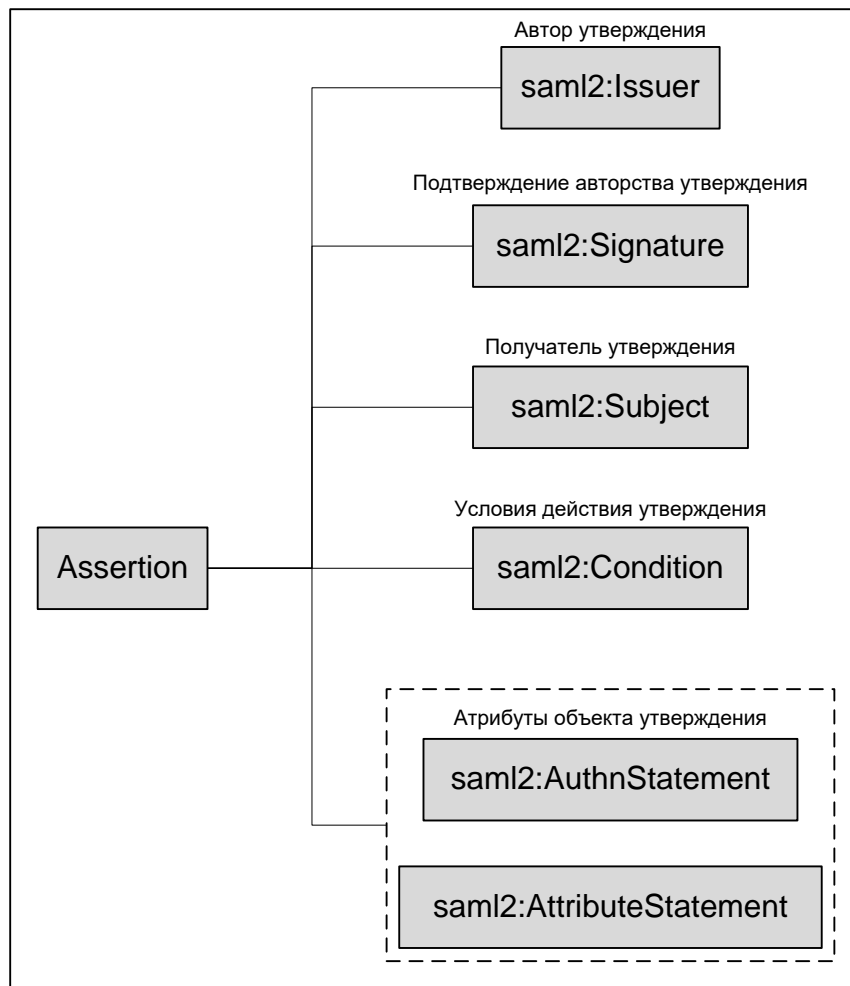 Автор утверждения
saml2:Issuer
Подтверждение авторства утверждения
saml2:Signature
Получатель утверждения
saml2:Subject
Условия действия утверждения
Assertion
saml2:Condition
Атрибуты объекта утверждения
saml2:AuthnStatement
saml2:AttributeStatement